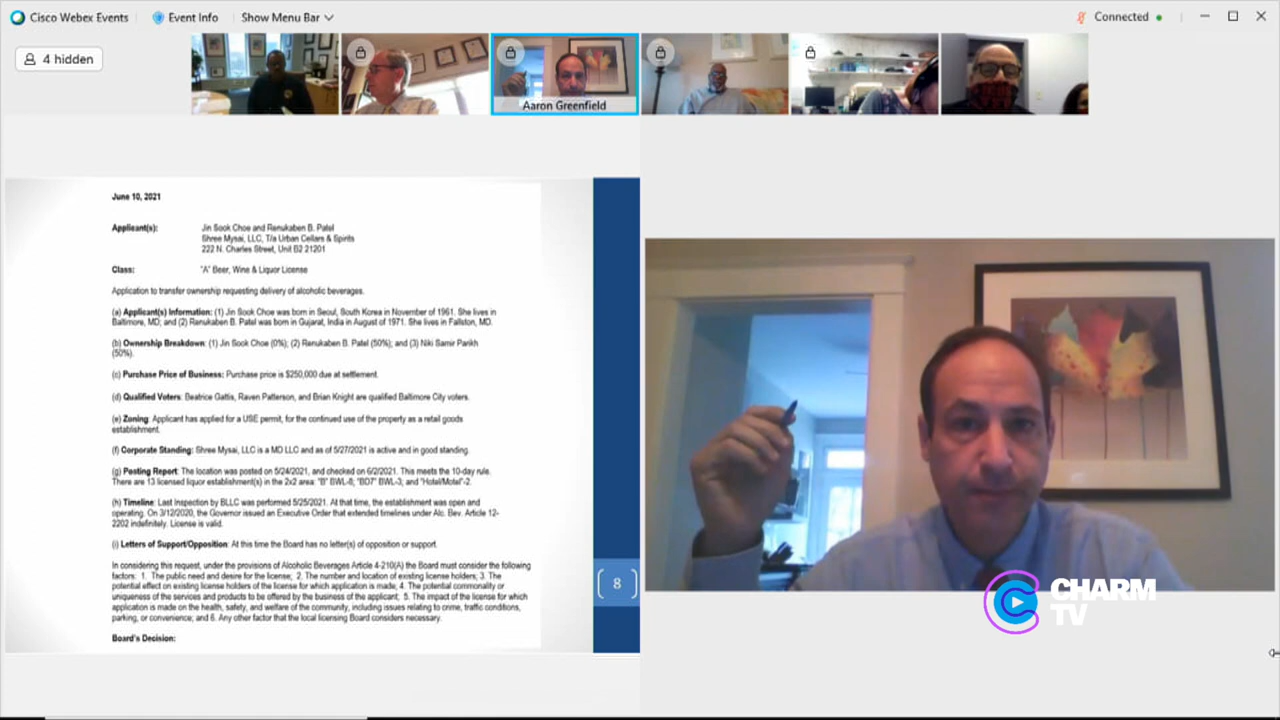 Cisco Webex Events
Event Info
Show Menu Bar
Connected
4 hidden
Aaron Greenfield
June 10, 2021
Applicant(s): Jin Sook Choe and Renukaben B. Patel
Shree Mysai, LLC, T/a Urban Cellars & Spirits
222 N. Charles Street, Unit B2 21201
Class: "A" Beer, Wine & Liquor License
Application to transfer ownership requesting delivery of alcoholic beverages.
(a) Applicant(s) Information: (1) Jin Sook Choe was born in Seoul, South Korea in November of 1961. She lives in
Baltimore, MD; and (2) Renukaben B. Patel was born in Gujarat, India in August of 1971. She lives in Fallston, MD.
(b) Ownership Breakdown: (1) Jin Sook Choe (0%); (2) Renukaben B. Patel (50%); and (3) Niki Samir Parikh
(50%).
(c) Purchase Price of Business: Purchase price is $250,000 due at settlement.
(d) Qualified Voters: Beatrice Gattis, Raven Patterson, and Brian Knight are qualified Baltimore City voters.
(e) Zoning: Applicant has applied for a USE permit, for the continued use of the property as a retail goods
establishment.
(f) Corporate Standing: Shree Mysai, LLC is a MD LLC and as of 5/27/2021 is active and in good standing.
(g) Posting Report: The location was posted on 5/24/2021, and checked on 6/2/2021. This meets the 10-day rule.
There are 13 licensed liquor establishment(s) in the 2x2 area: "B" BWL-8; "BD7" BWL-3; and "Hotel/Motel"-2.
(h) Timeline: Last Inspection by BLLC was performed 5/25/2021. At that time, the establishment was open and
operating. On 3/12/2020, the Governor issued an Executive Order that extended timelines under Alc. Bev. Article 12-
2202 indefinitely. License is valid.
(i) Letters of Support/Opposition: At this time the Board has no letter(s) of opposition or support.
In considering this request, under the provisions of Alcoholic Beverages Article 4-210(A) the Board must consider the following
factors: 1. The public need and desire for the license; 2. The number and location of existing license holders; 3. The
potential effect on existing license holders of the license for which application is made, 4. The potential commonality or
uniqueness of the services and products to be offered by the business of the applicant; 5. The impact of the license for which
application is made on the health, safety, and welfare of the community, including issues relating to crime, traffic conditions,
parking, or convenience; and 6. Any other factor that the local licensing Board considers necessary.
Board's Decision:
8
CHARM
TV